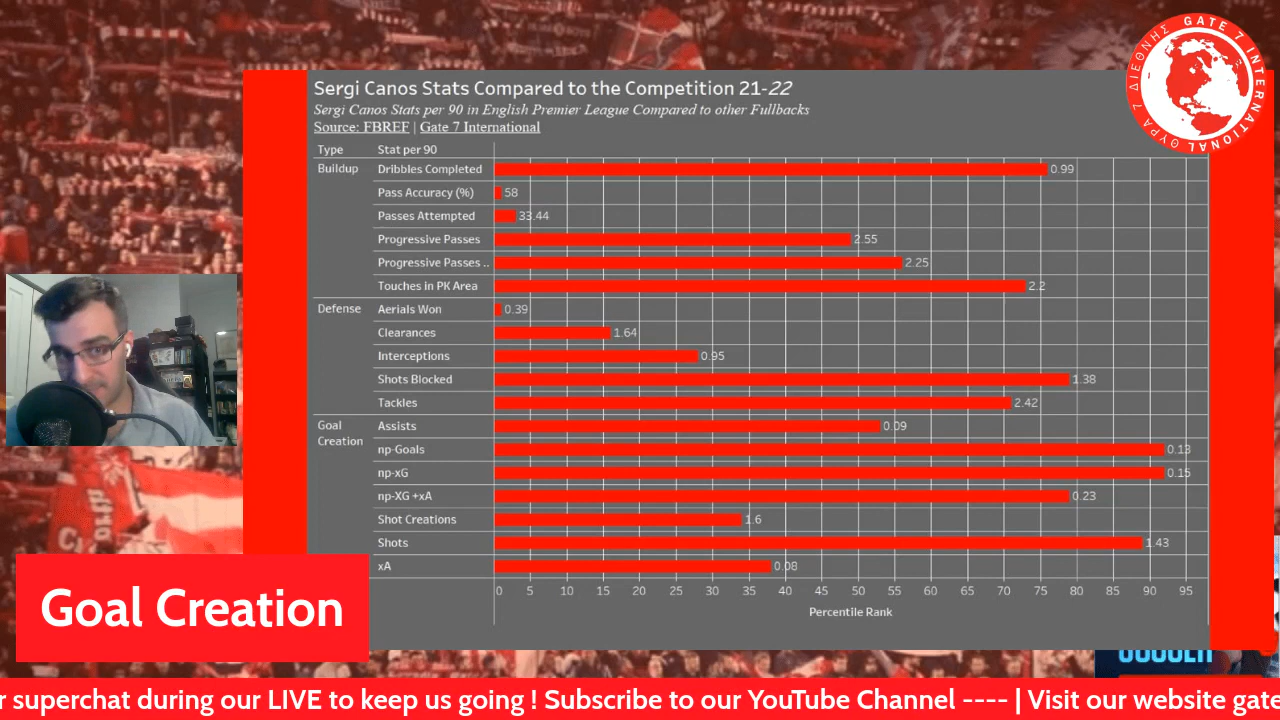 GATE 7 INTERNATIONAL
ΘΥΡΑ 7 ΔΙΕΘΝΗΣ
Sergi Canos Stats Compared to the Competition 21-22
Sergi Canos Stats per 90 in English Premier League Compared to other Fullbacks
Source: FBREF | Gate 7 International
Type Stat per 90
Buildup Dribbles Completed 0.99
Pass Accuracy (%) 58
Passes Attempted 33.44
Progressive Passes 2.55
Progressive Passes .. 2.25
Touches in PK Area 2.2
Defense Aerials Won 0.39
Clearances 1.64
Interceptions 0.95
Shots Blocked 1.38
Tackles 2.42
Goal Creation Assists 0.09
np-Goals 0.13
np-xG 0.15
np-XG +xA 0.23
Shot Creations 1.6
Shots 1.43
xA 0.08
0 5 10 15 20 25 30 35 40 45 50 55 60 65 70 75 80 85 90 95
Percentile Rank
Goal Creation
r superchat during our LIVE to keep us going ! Subscribe to our YouTube Channel ---- | Visit our website gate